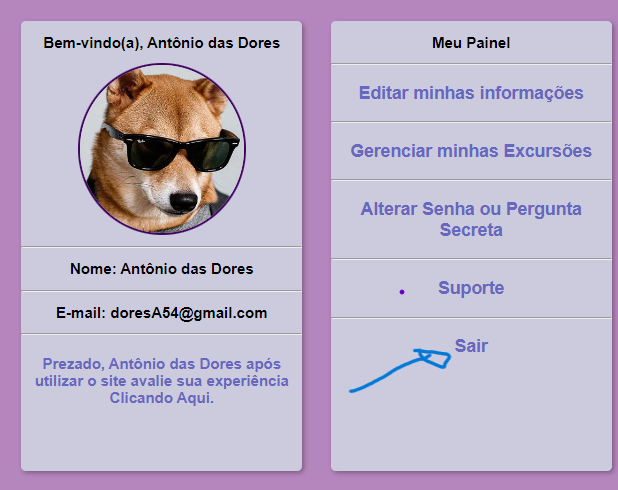 Bem-vindo(a), Antônio das Dores
Nome: Antônio das Dores
E-mail: doresA54@gmail.com
Prezado, Antônio das Dores após
utilizar o site avalie sua experiência
Clicando Aqui.
Meu Painel
Editar minhas informações
Gerenciar minhas Excursões
Alterar Senha ou Pergunta
Secreta
Suporte
Sair